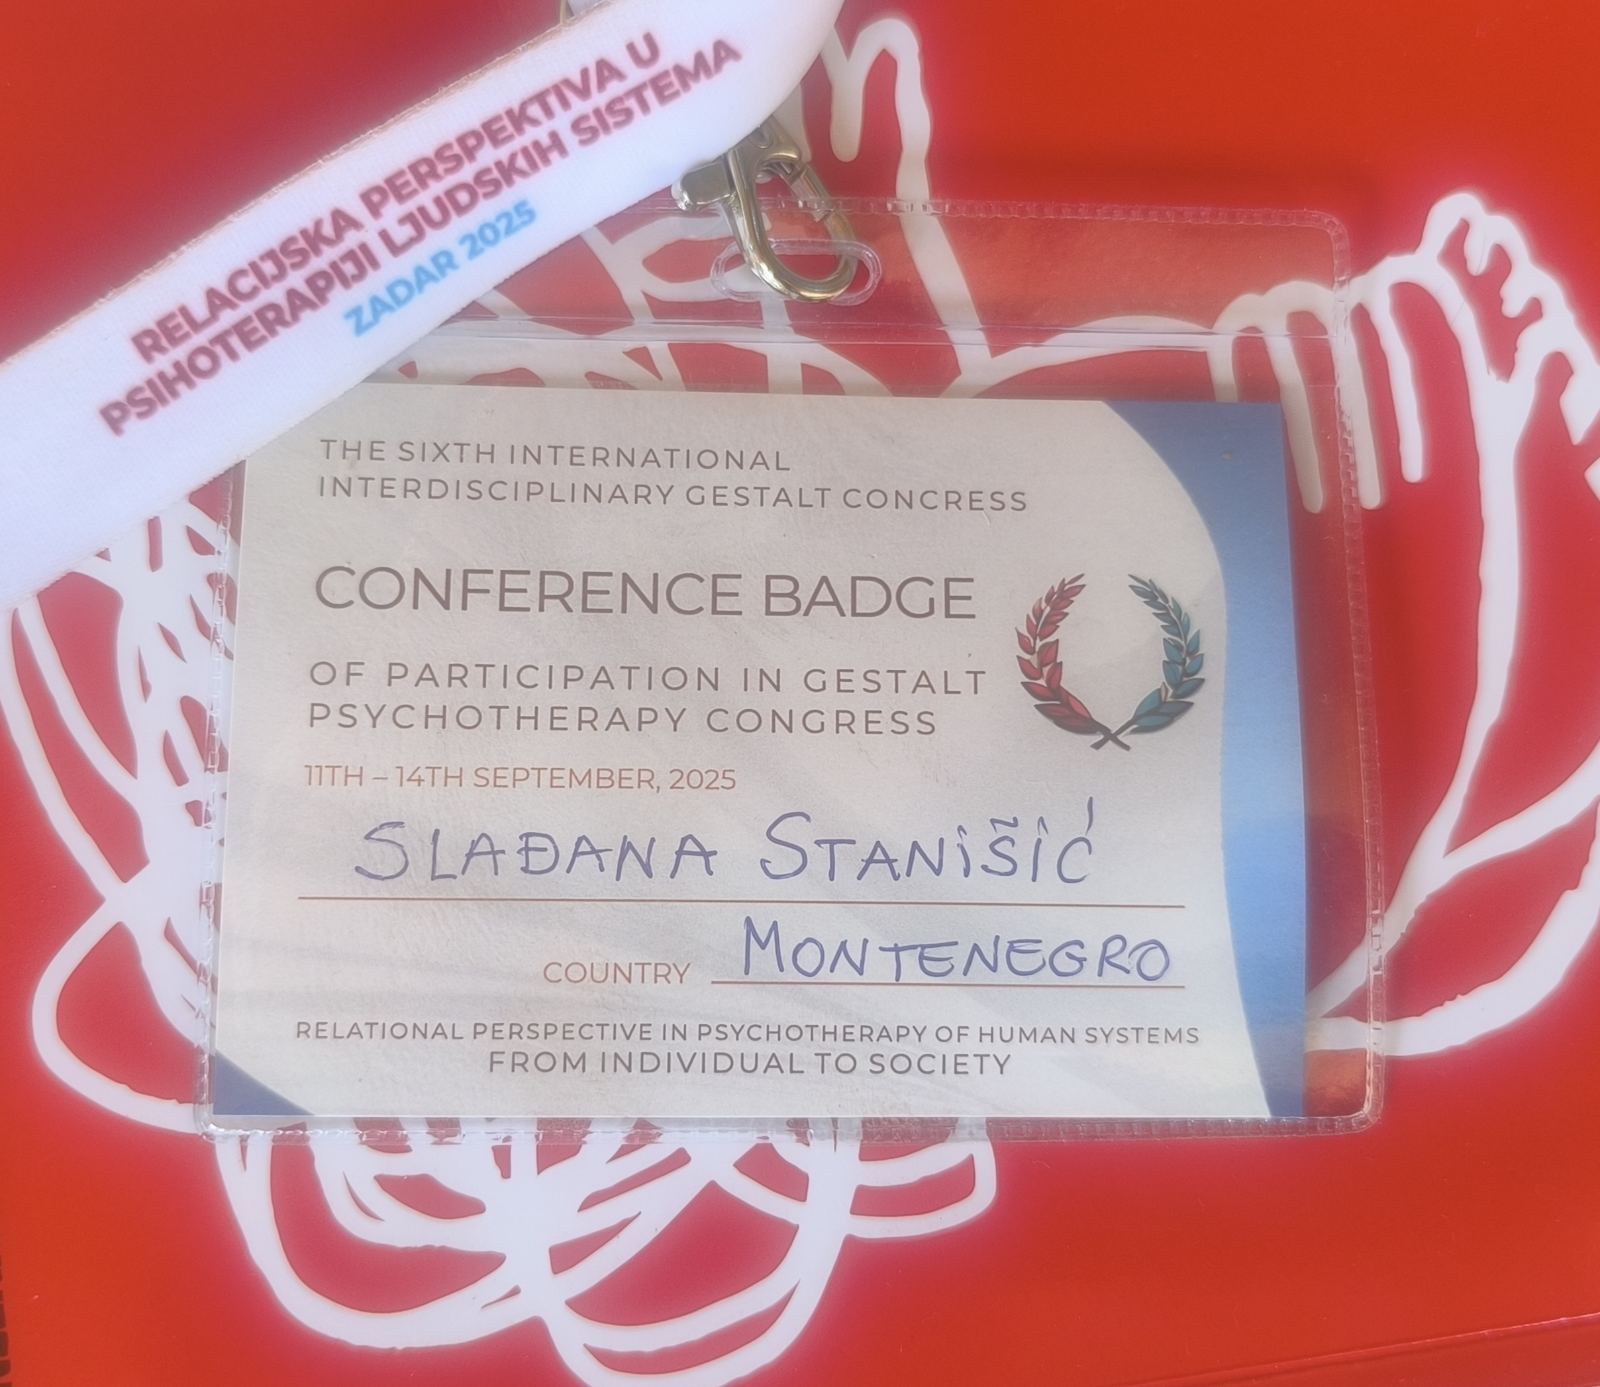 RELACIJSKA PERSPEKTIVA U
PSIHOTERAPIJI LJUDSKIH SISTEMA
ZADAR 2025
THE SIXTH INTERNATIONAL
INTERDISCIPLINARY GESTALT CONCRESS
CONFERENCE BADGE
OF PARTICIPATION IN GESTALT
PSYCHOTHERAPY CONGRESS
11TH – 14TH SEPTEMBER, 2025
SLAĐANA STANIŠIĆ
COUNTRY MONTENEGRO
RELATIONAL PERSPECTIVE IN PSYCHOTHERAPY OF HUMAN SYSTEMS
FROM INDIVIDUAL TO SOCIETY